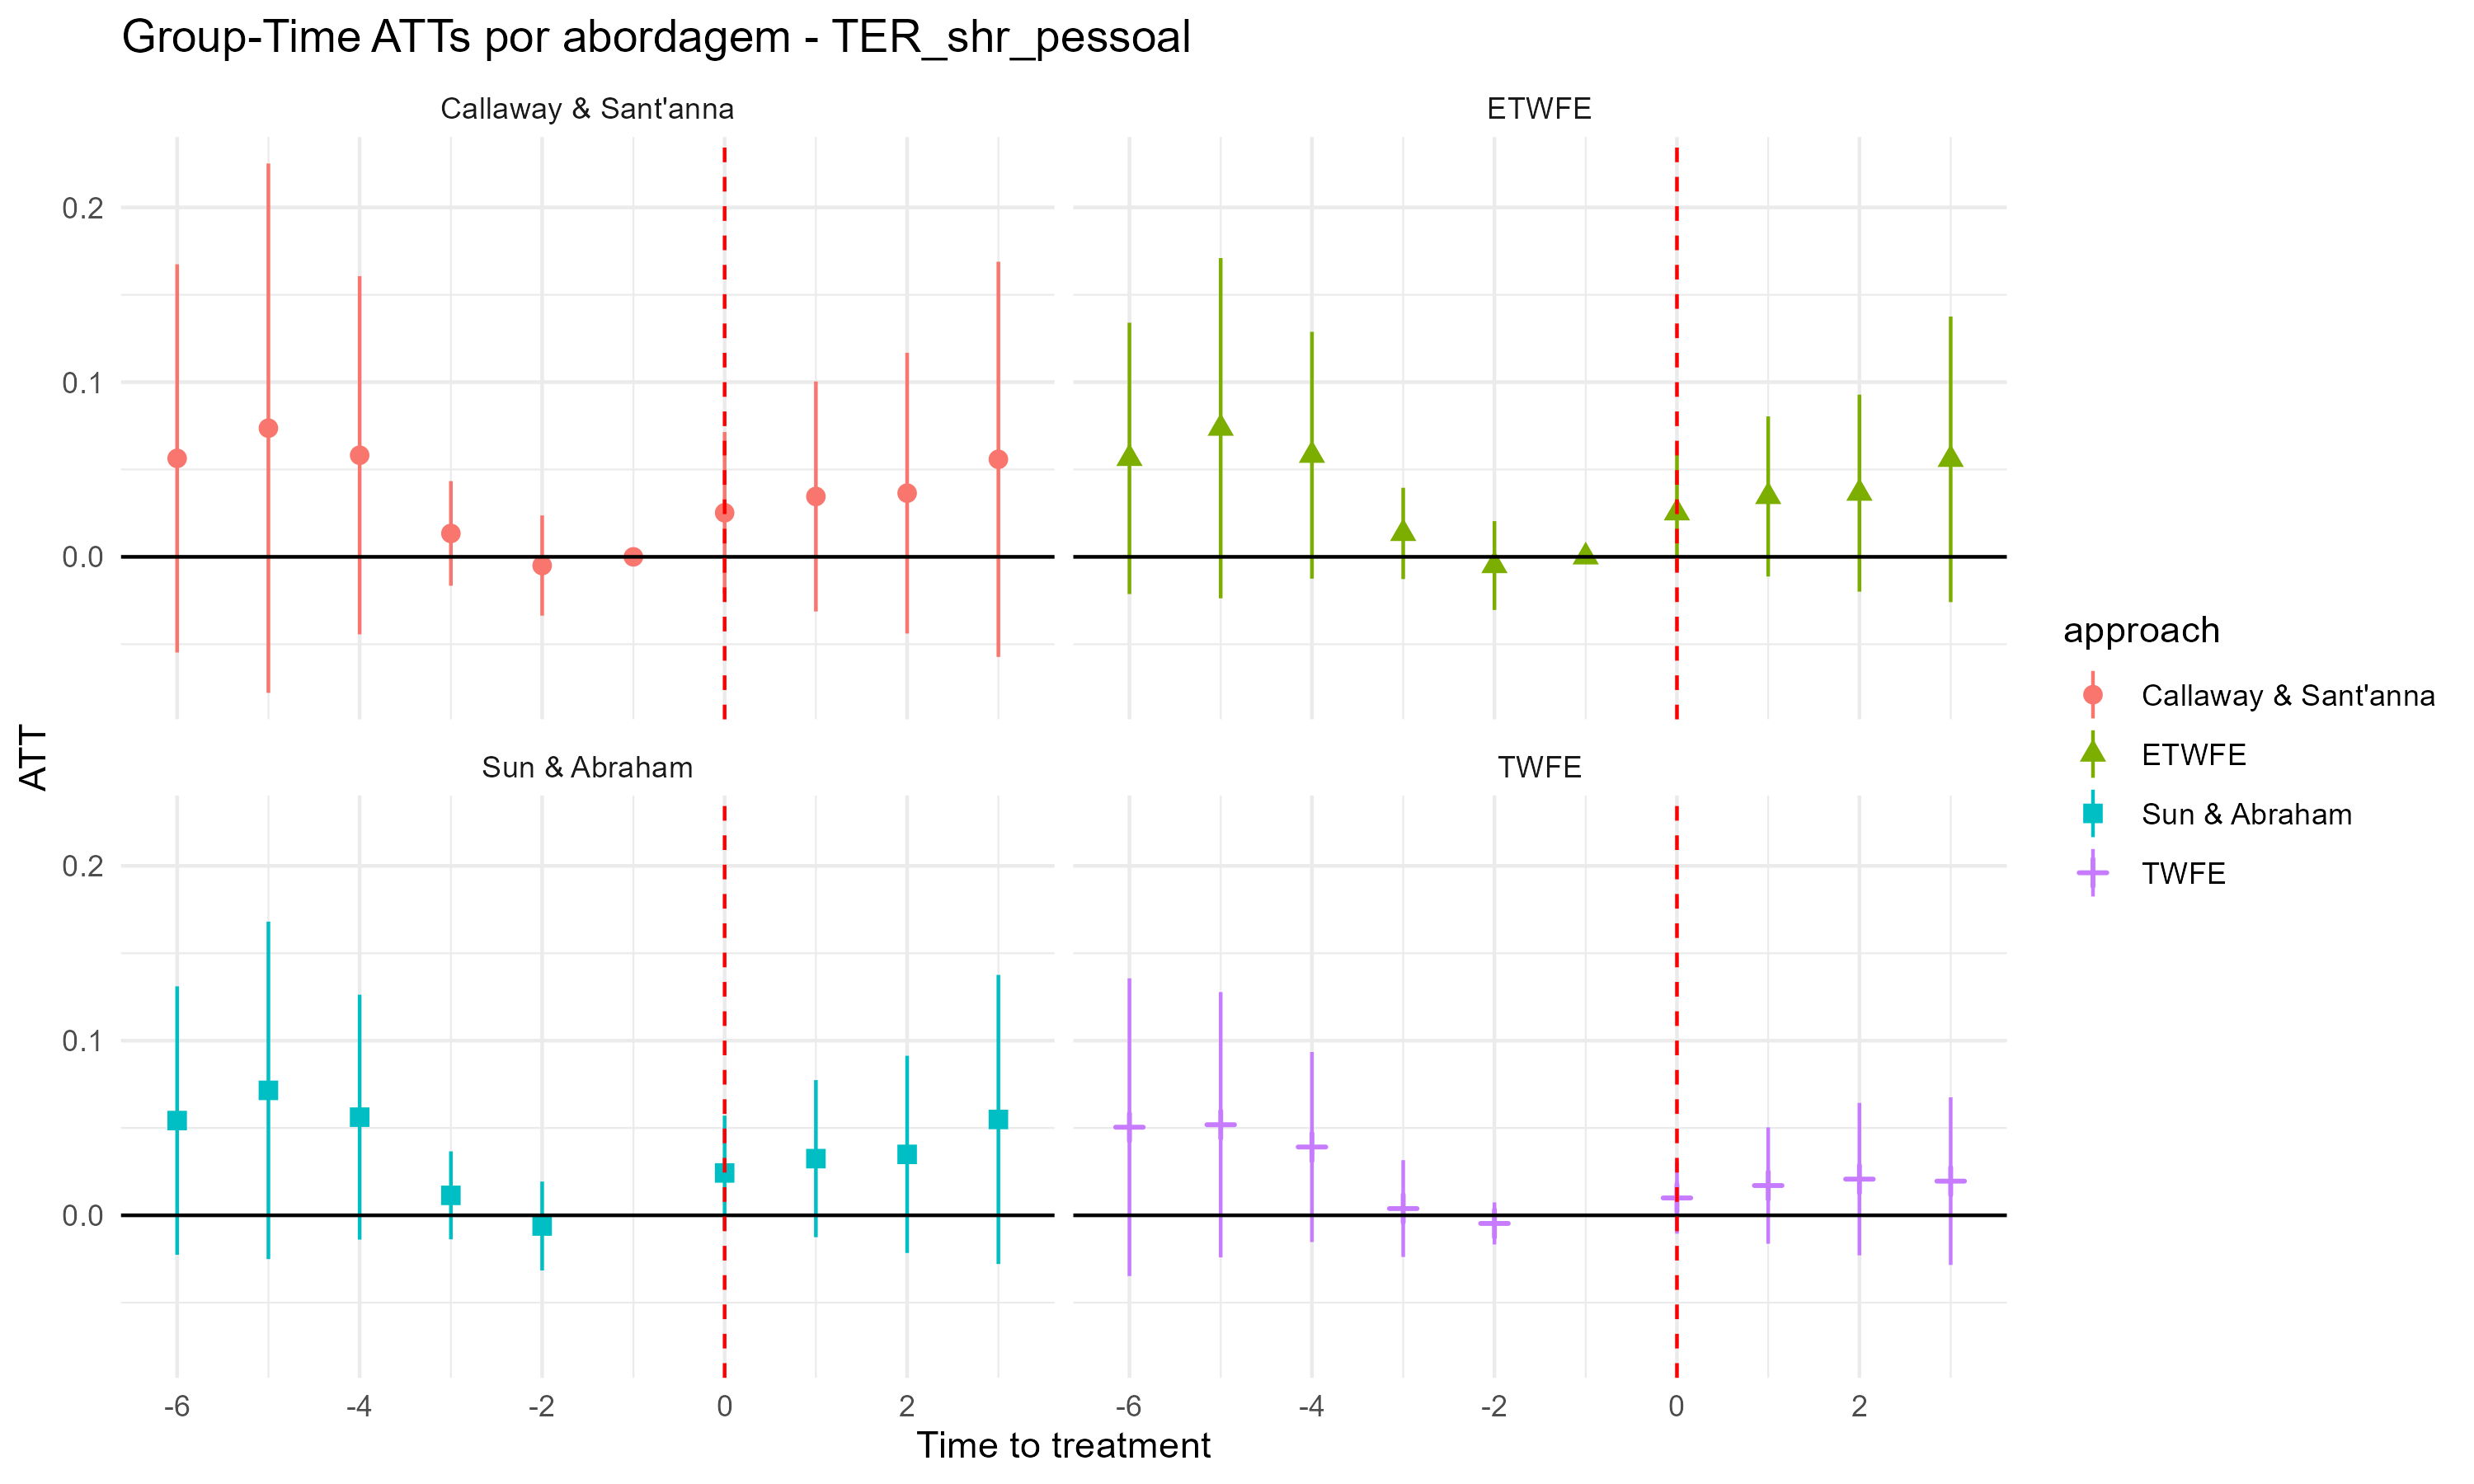 Group-Time ATTs por abordagem - TER_shr_pessoal
Callaway & Sant'anna
ETWFE
0.2
0.1
0.0
Sun & Abraham
TWFE
0.2
0.1
0.0
-6
-4
-2
0
2
-6
-4
-2
0
2
Time to treatment
ATT
approach
Callaway & Sant'anna
ETWFE
Sun & Abraham
TWFE